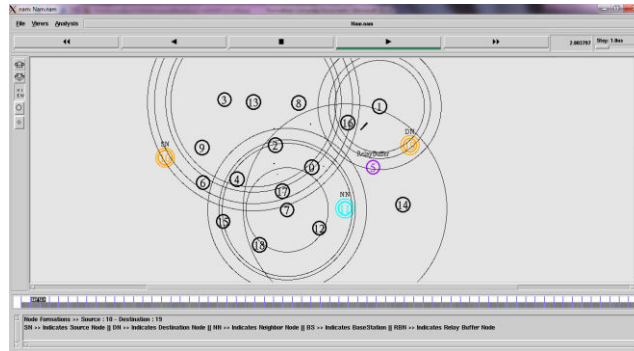 nam: Nam.nam
File Views Analysis Nam.nam
2.003797 Step: 1.0ms
3 13 8 1
16
DN
SN 9 2 19
10 RelayBuffer
0 5
6 4
17 NN
7 11 14
15
12
18
Node Formations >> Source : 10 - Destination : 19
SN >> Indicates Source Node || DN >> Indicates Destination Node || NN >> Indicates Neighbor Node || BS >> Indicates BaseStation || RBN >> Indicates Relay Buffer Node